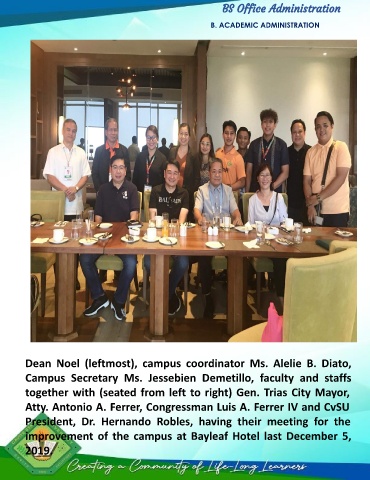 BS Office Administration
B. ACADEMIC ADMINISTRATION
Dean Noel (leftmost), campus coordinator Ms. Alelie B. Diato,
Campus Secretary Ms. Jessebien Demetillo, faculty and staffs
together with (seated from left to right) Gen. Trias City Mayor,
Atty. Antonio A. Ferrer, Congressman Luis A. Ferrer IV and CvSU
President, Dr. Hernando Robles, having their meeting for the
improvement of the campus at Bayleaf Hotel last December 5,
2019.
Creating a Community of Life-Long Learners